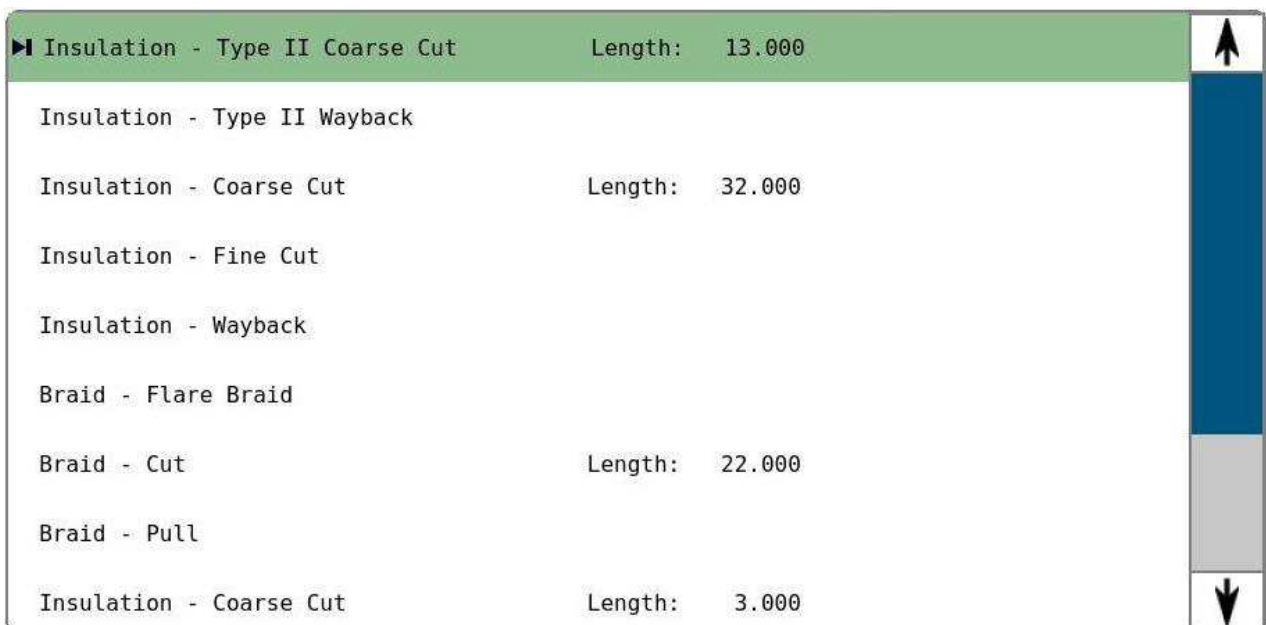 Insulation - Type II Coarse Cut Length: 13.000
Insulation - Type II Wayback
Insulation - Coarse Cut Length: 32.000
Insulation - Fine Cut
Insulation - Wayback
Braid - Flare Braid
Braid - Cut Length: 22.000
Braid - Pull
Insulation - Coarse Cut Length: 3.000